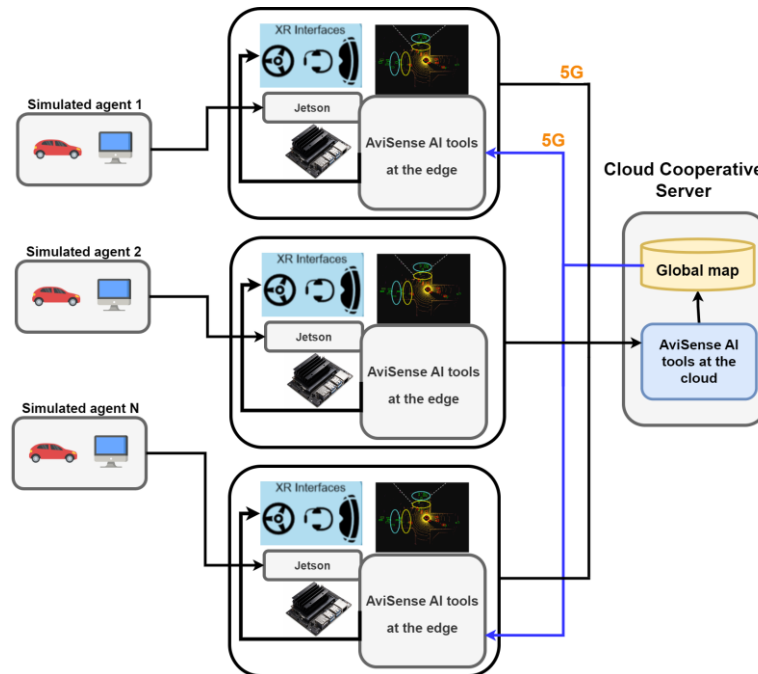 XR Interfaces
5G
Simulated agent 1
Jetson
AviSense AI tools
at the edge
5G
Cloud Cooperative
Server
Simulated agent 2
XR Interfaces
Global map
Jetson
AviSense AI
tools at the
cloud
AviSense AI tools
at the edge
Simulated agent N
XR Interfaces
Jetson
AviSense AI tools
at the edge